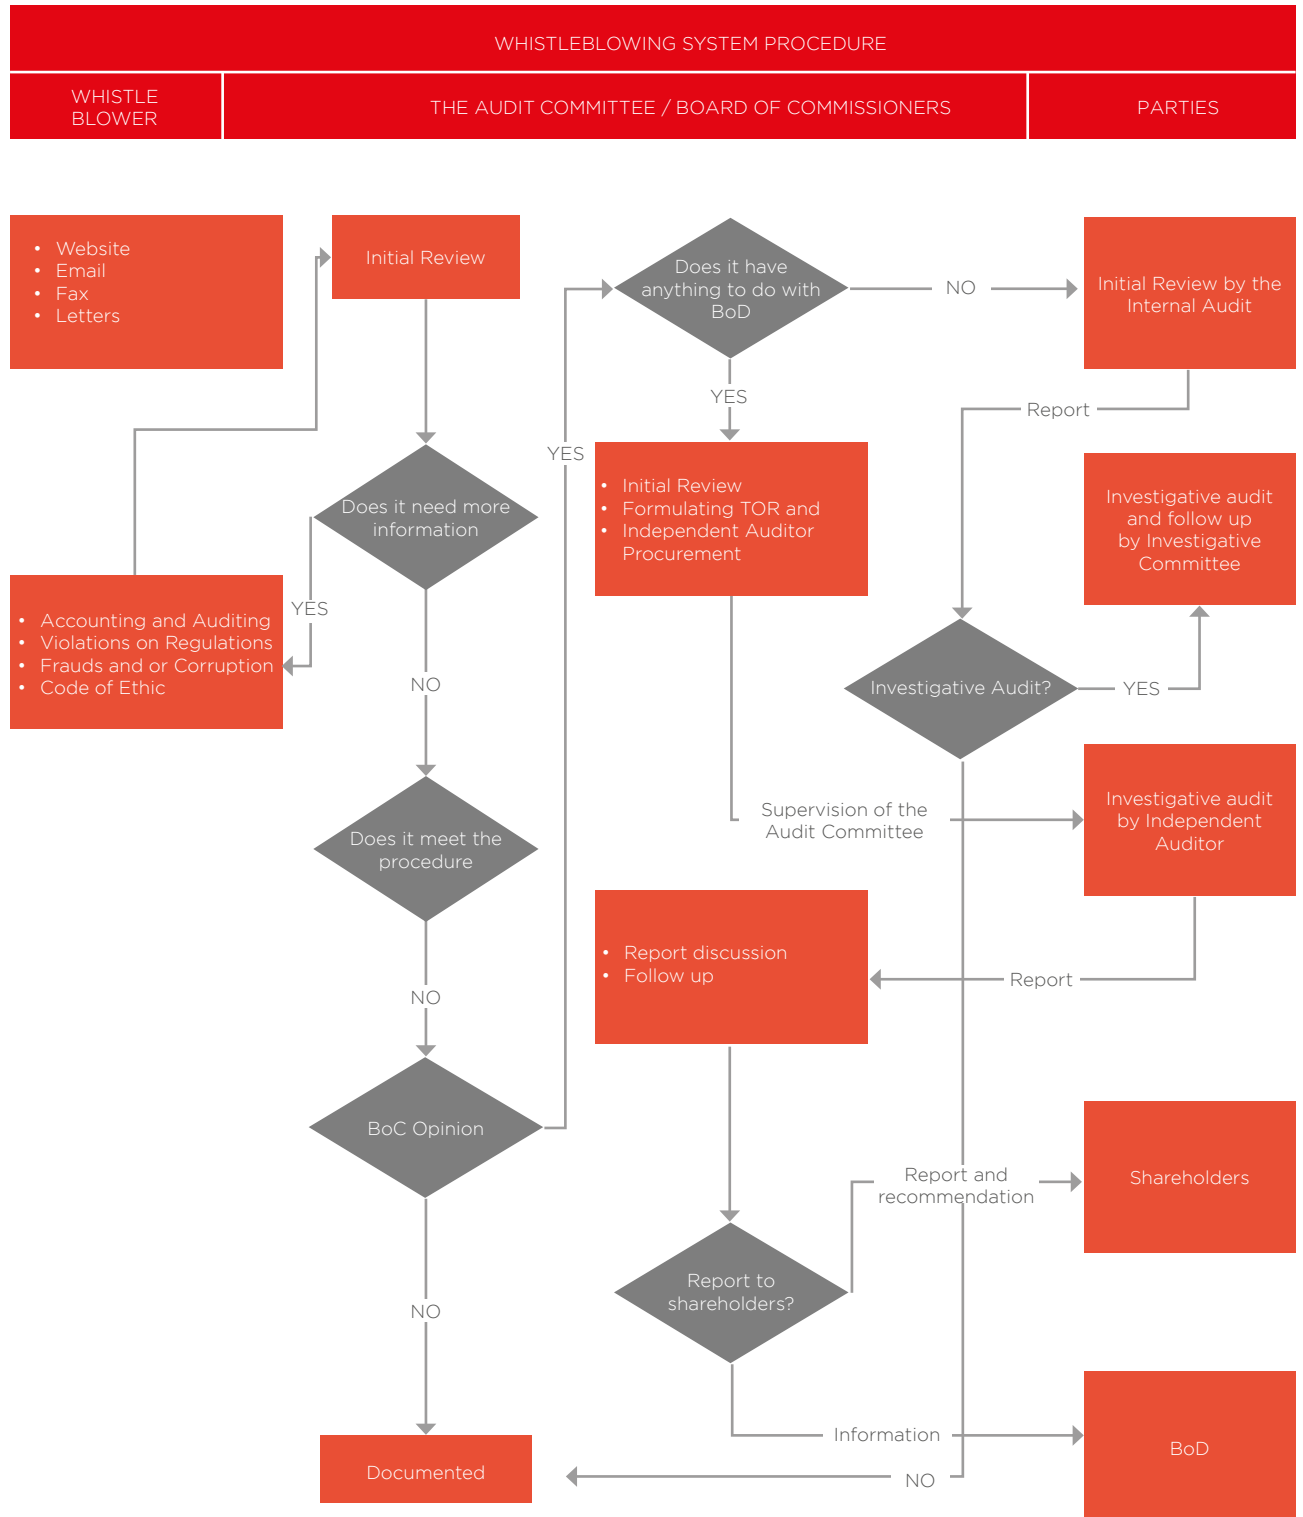 WHISTLEBLOWING SYSTEM PROCEDURE
WHISTLE
BLOWER
THE AUDIT COMMITTEE / BOARD OF COMMISSIONERS
PARTIES
• Website
• Email
• Fax
• Letters
Initial Review
Does it have
anything to do with
BoD
NO
Initial Review by the
Internal Audit
YES
Report
YES
Does it need more
information
• Initial Review
• Formulating TOR and
• Independent Auditor
Procurement
Investigative audit
and follow up
by Investigative
Committee
YES
• Accounting and Auditing
• Violations on Regulations
• Frauds and or Corruption
• Code of Ethic
NO
Investigative Audit?
YES
Does it meet the
procedure
Supervision of the
Audit Committee
Investigative audit
by Independent
Auditor
• Report discussion
• Follow up
Report
NO
BoC Opinion
Report and
recommendation
Shareholders
Report to
shareholders?
NO
Information
BoD
Documented
NO